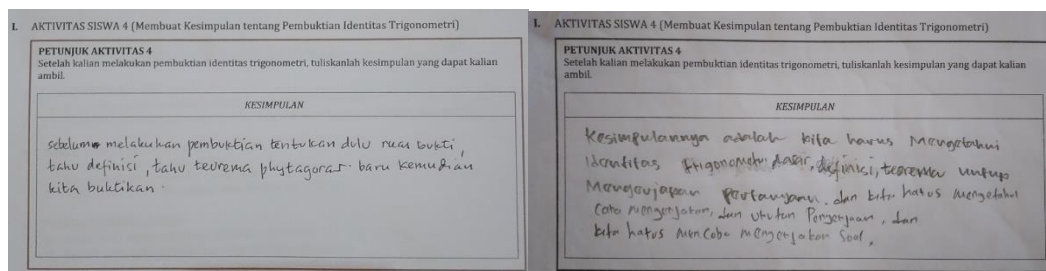 I. AKTIVITAS SISWA 4 (Membuat Kesimpulan tentang Pembuktian Identitas Trigonometri)
PETUNJUK AKTIVITAS 4
Setelah kalian melakukan pembuktian identitas trigonometri, tuliskanlah kesimpulan yang dapat kalian
ambil.
KESIMPULAN
sebelum melakukan pembuktian tentukan dulu ruas bukti,
tahu definisi, tahu teorema phytagoras. baru kemudian
kita buktikan.
I. AKTIVITAS SISWA 4 (Membuat Kesimpulan tentang Pembuktian Identitas Trigonometri)
PETUNJUK AKTIVITAS 4
Setelah kalian melakukan pembuktian identitas trigonometri, tuliskanlah kesimpulan yang dapat kalian
ambil.
KESIMPULAN
Kesimpulannya adalah kita harus Mengetahui
Identitas trigonometri dasar, definisi, teorema untuk
Mengerjakan pertanyaan. dan kita harus mengetahui
Cara mengerjakan, dan urutan Pengerjaan, dan
kita harus mencoba mengerjakan Soal.